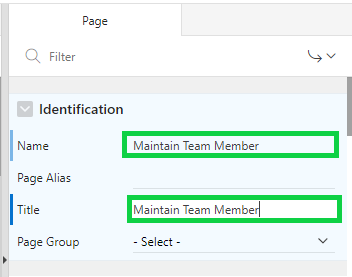 Page
Filter
Identification
Name Maintain Team Member
Page Alias
Title Maintain Team Member
Page Group - Select -